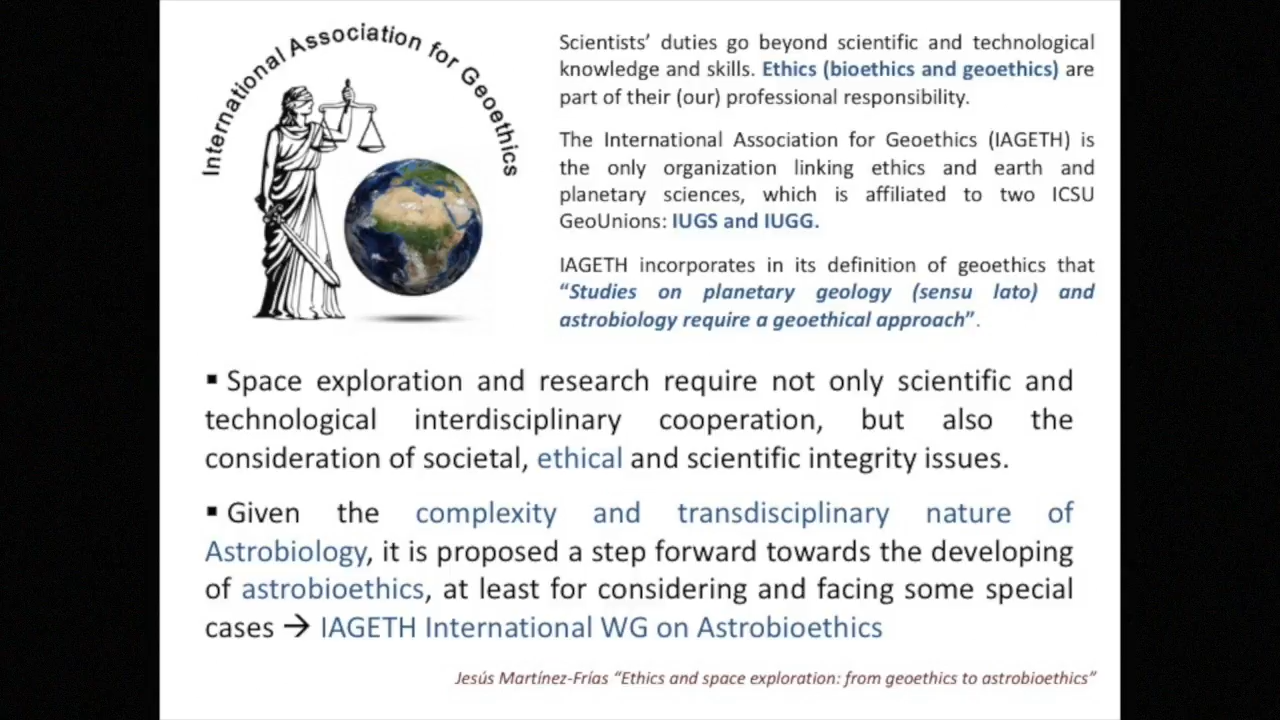 International Association for Geoethics
Scientists’ duties go beyond scientific and technological
knowledge and skills. Ethics (bioethics and geoethics) are
part of their (our) professional responsibility.
The International Association for Geoethics (IAGETH) is
the only organization linking ethics and earth and
planetary sciences, which is affiliated to two ICSU
GeoUnions: IUGS and IUGG.
IAGETH incorporates in its definition of geoethics that
“Studies on planetary geology (sensu lato) and
astrobiology require a geoethical approach”.
▪ Space exploration and research require not only scientific and
technological interdisciplinary cooperation, but also the
consideration of societal, ethical and scientific integrity issues.
▪ Given the complexity and transdisciplinary nature of
Astrobiology, it is proposed a step forward towards the developing
of astrobioethics, at least for considering and facing some special
cases → IAGETH International WG on Astrobioethics
Jesús Martínez-Frías “Ethics and space exploration: from geoethics to astrobioethics”